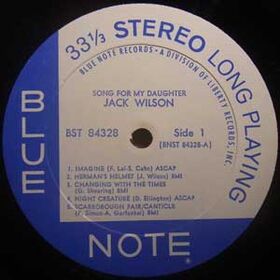 33⅓ STEREO LONG PLAYING
BLUE NOTE RECORDS • A DIVISION OF LIBERTY RECORDS, INC.
SONG FOR MY DAUGHTER
JACK WILSON
BST 84328
Side 1
(BNST 84328-A)
1. IMAGINE (F. Lai-S. Cahn) ASCAP
2. HERMAN'S HELMET (J. Wilson) BMI
3. CHANGING WITH THE TIMES
(G. Shearing) BMI
4. NIGHT CREATURE (D. Ellington) ASCAP
5. SCARBOROUGH FAIR/CANTICLE
(P. Simon-A. Garfunkel) BMI
BLUE
NOTE